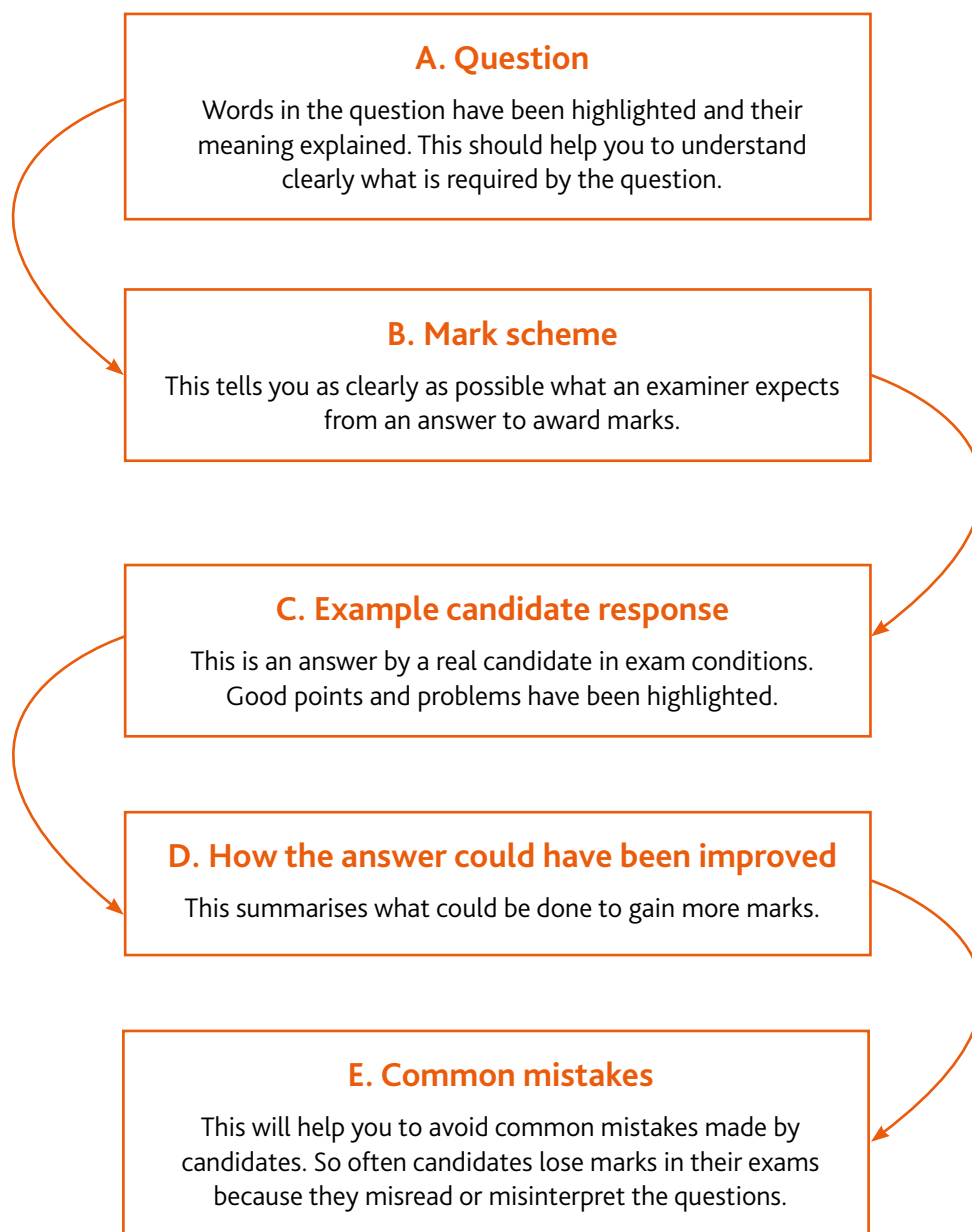 A. Question
Words in the question have been highlighted and their
meaning explained. This should help you to understand
clearly what is required by the question.
B. Mark scheme
This tells you as clearly as possible what an examiner expects
from an answer to award marks.
C. Example candidate response
This is an answer by a real candidate in exam conditions.
Good points and problems have been highlighted.
D. How the answer could have been improved
This summarises what could be done to gain more marks.
E. Common mistakes
This will help you to avoid common mistakes made by
candidates. So often candidates lose marks in their exams
because they misread or misinterpret the questions.